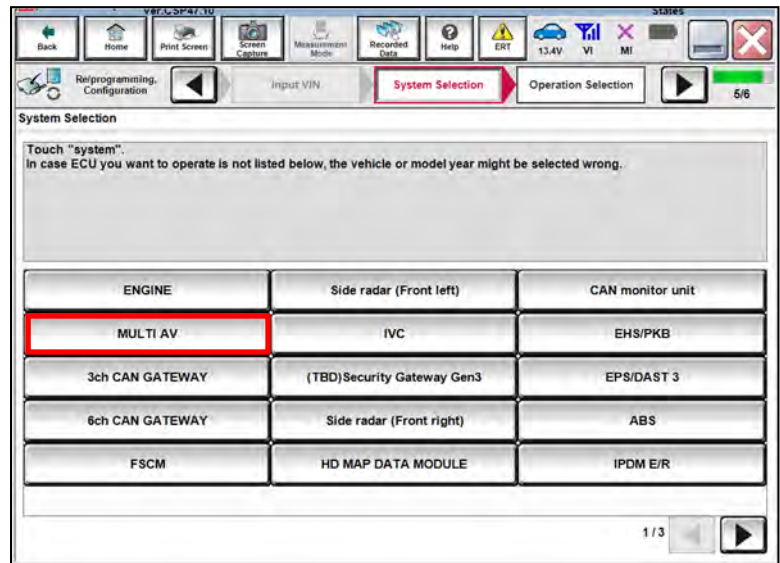 Ver.CSP47.10 States
Back Home Print Screen Screen Capture Measurement Mode Recorded Data Help ERT 13.4V VI MI
Re/programming, Configuration Input VIN System Selection Operation Selection 5/6
System Selection
Touch "system".
In case ECU you want to operate is not listed below, the vehicle or model year might be selected wrong.
ENGINE Side radar (Front left) CAN monitor unit
MULTI AV IVC EHS/PKB
3ch CAN GATEWAY (TBD)Security Gateway Gen3 EPS/DAST 3
6ch CAN GATEWAY Side radar (Front right) ABS
FSCM HD MAP DATA MODULE IPDM E/R
1/3